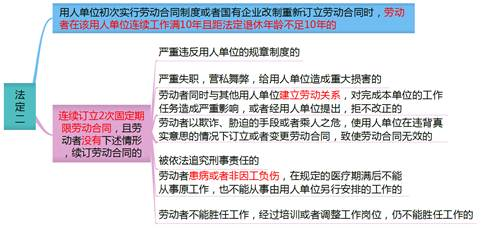 法定二
用人单位初次实行劳动合同制度或者国有企业改制重新订立劳动合同时，劳动
者在该用人单位连续工作满10年且距法定退休年龄不足10年的
连续订立2次固定期
限劳动合同，且劳
动者没有下述情形
，续订劳动合同的
严重违反用人单位的规章制度的
严重失职，营私舞弊，给用人单位造成重大损害的
劳动者同时与其他用人单位建立劳动关系，对完成本单位的工作
任务造成严重影响，或者经用人单位提出，拒不改正的
劳动者以欺诈、胁迫的手段或者乘人之危，使用人单位在违背真
实意思的情况下订立或者变更劳动合同，致使劳动合同无效的
被依法追究刑事责任的
劳动者患病或者非因工负伤，在规定的医疗期满后不能
从事原工作，也不能从事由用人单位另行安排的工作的
劳动者不能胜任工作，经过培训或者调整工作岗位，仍不能胜任工作的